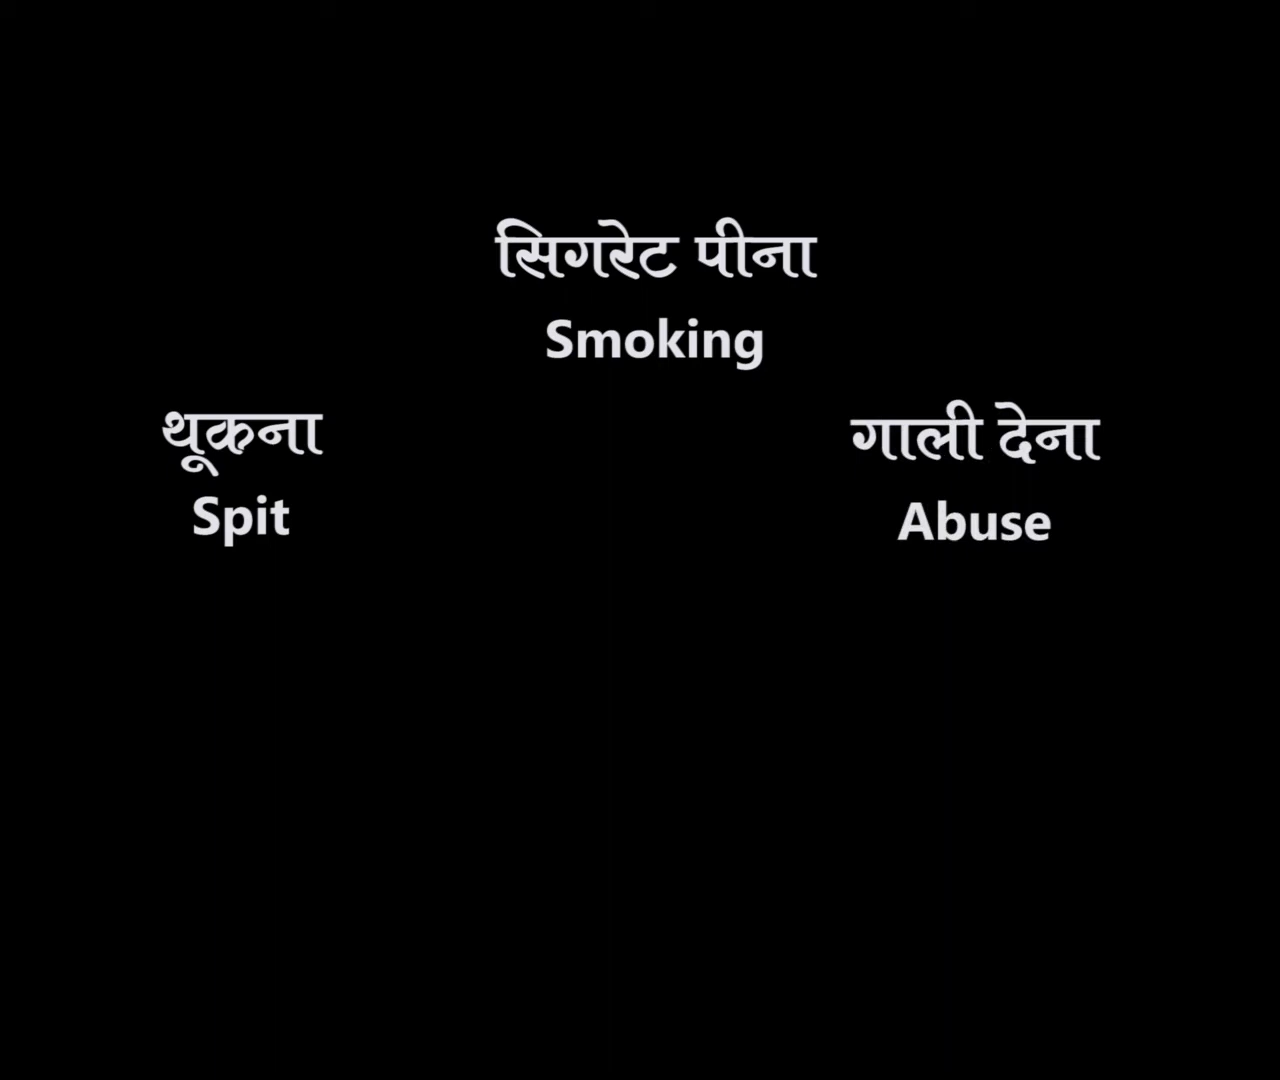 सिगरेट पीना
Smoking
थूकना
Spit
गाली देना
Abuse